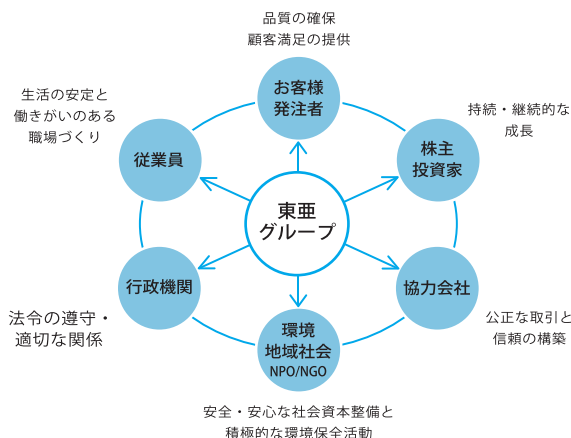 品質の確保
顧客満足の提供
お客様
発注者
持続・継続的な
成長
株主
投資家
協力会社
公正な取引と
信頼の構築
環境
地域社会
NPO/NGO
安全・安心な社会資本整備と
積極的な環境保全活動
行政機関
法令の遵守・
適切な関係
従業員
生活の安定と
働きがいのある
職場づくり
東亜
グループ